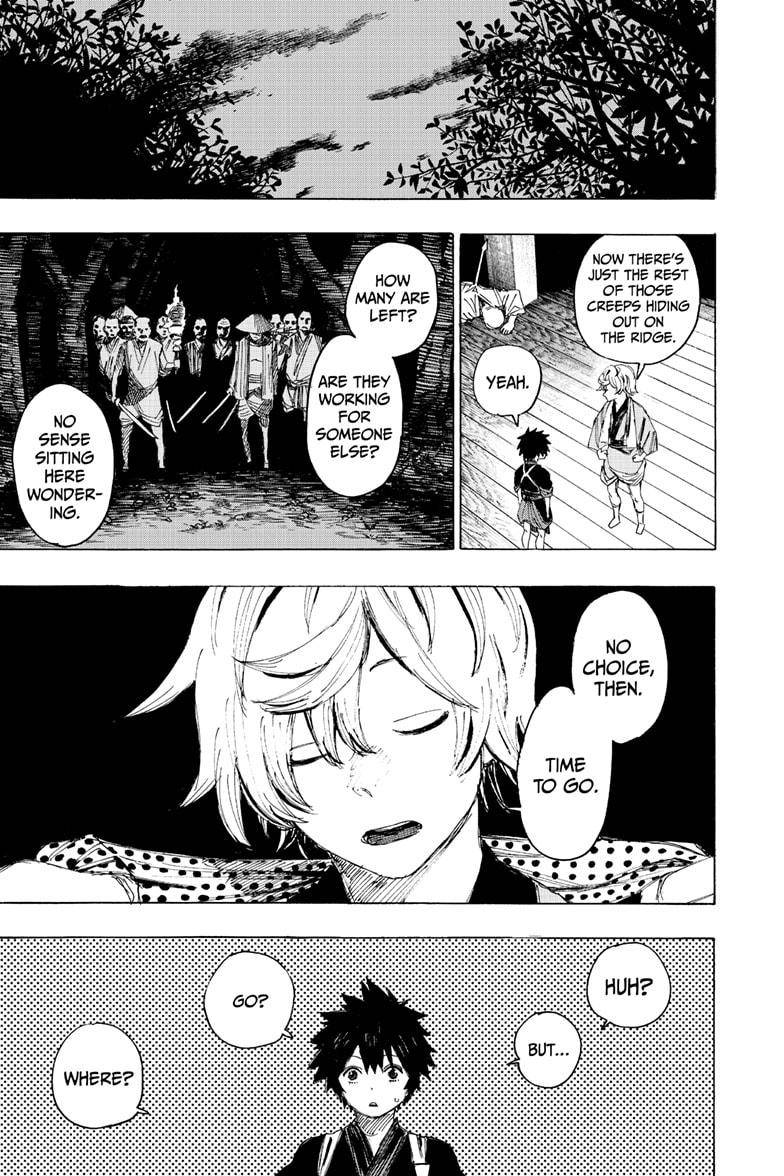 NOW THERE'S
JUST THE REST
OF THOSE
CREEPS HIDING
OUT ON
THE RIDGE.
YEAH.
HOW
MANY ARE
LEFT?
ARE THEY
WORKING
FOR
SOMEONE
ELSE?
NO
SENSE
SITTING
HERE
WONDER-
ING.
NO
CHOICE,
THEN.
TIME
TO GO.
HUH?
BUT...
GO?
WHERE?